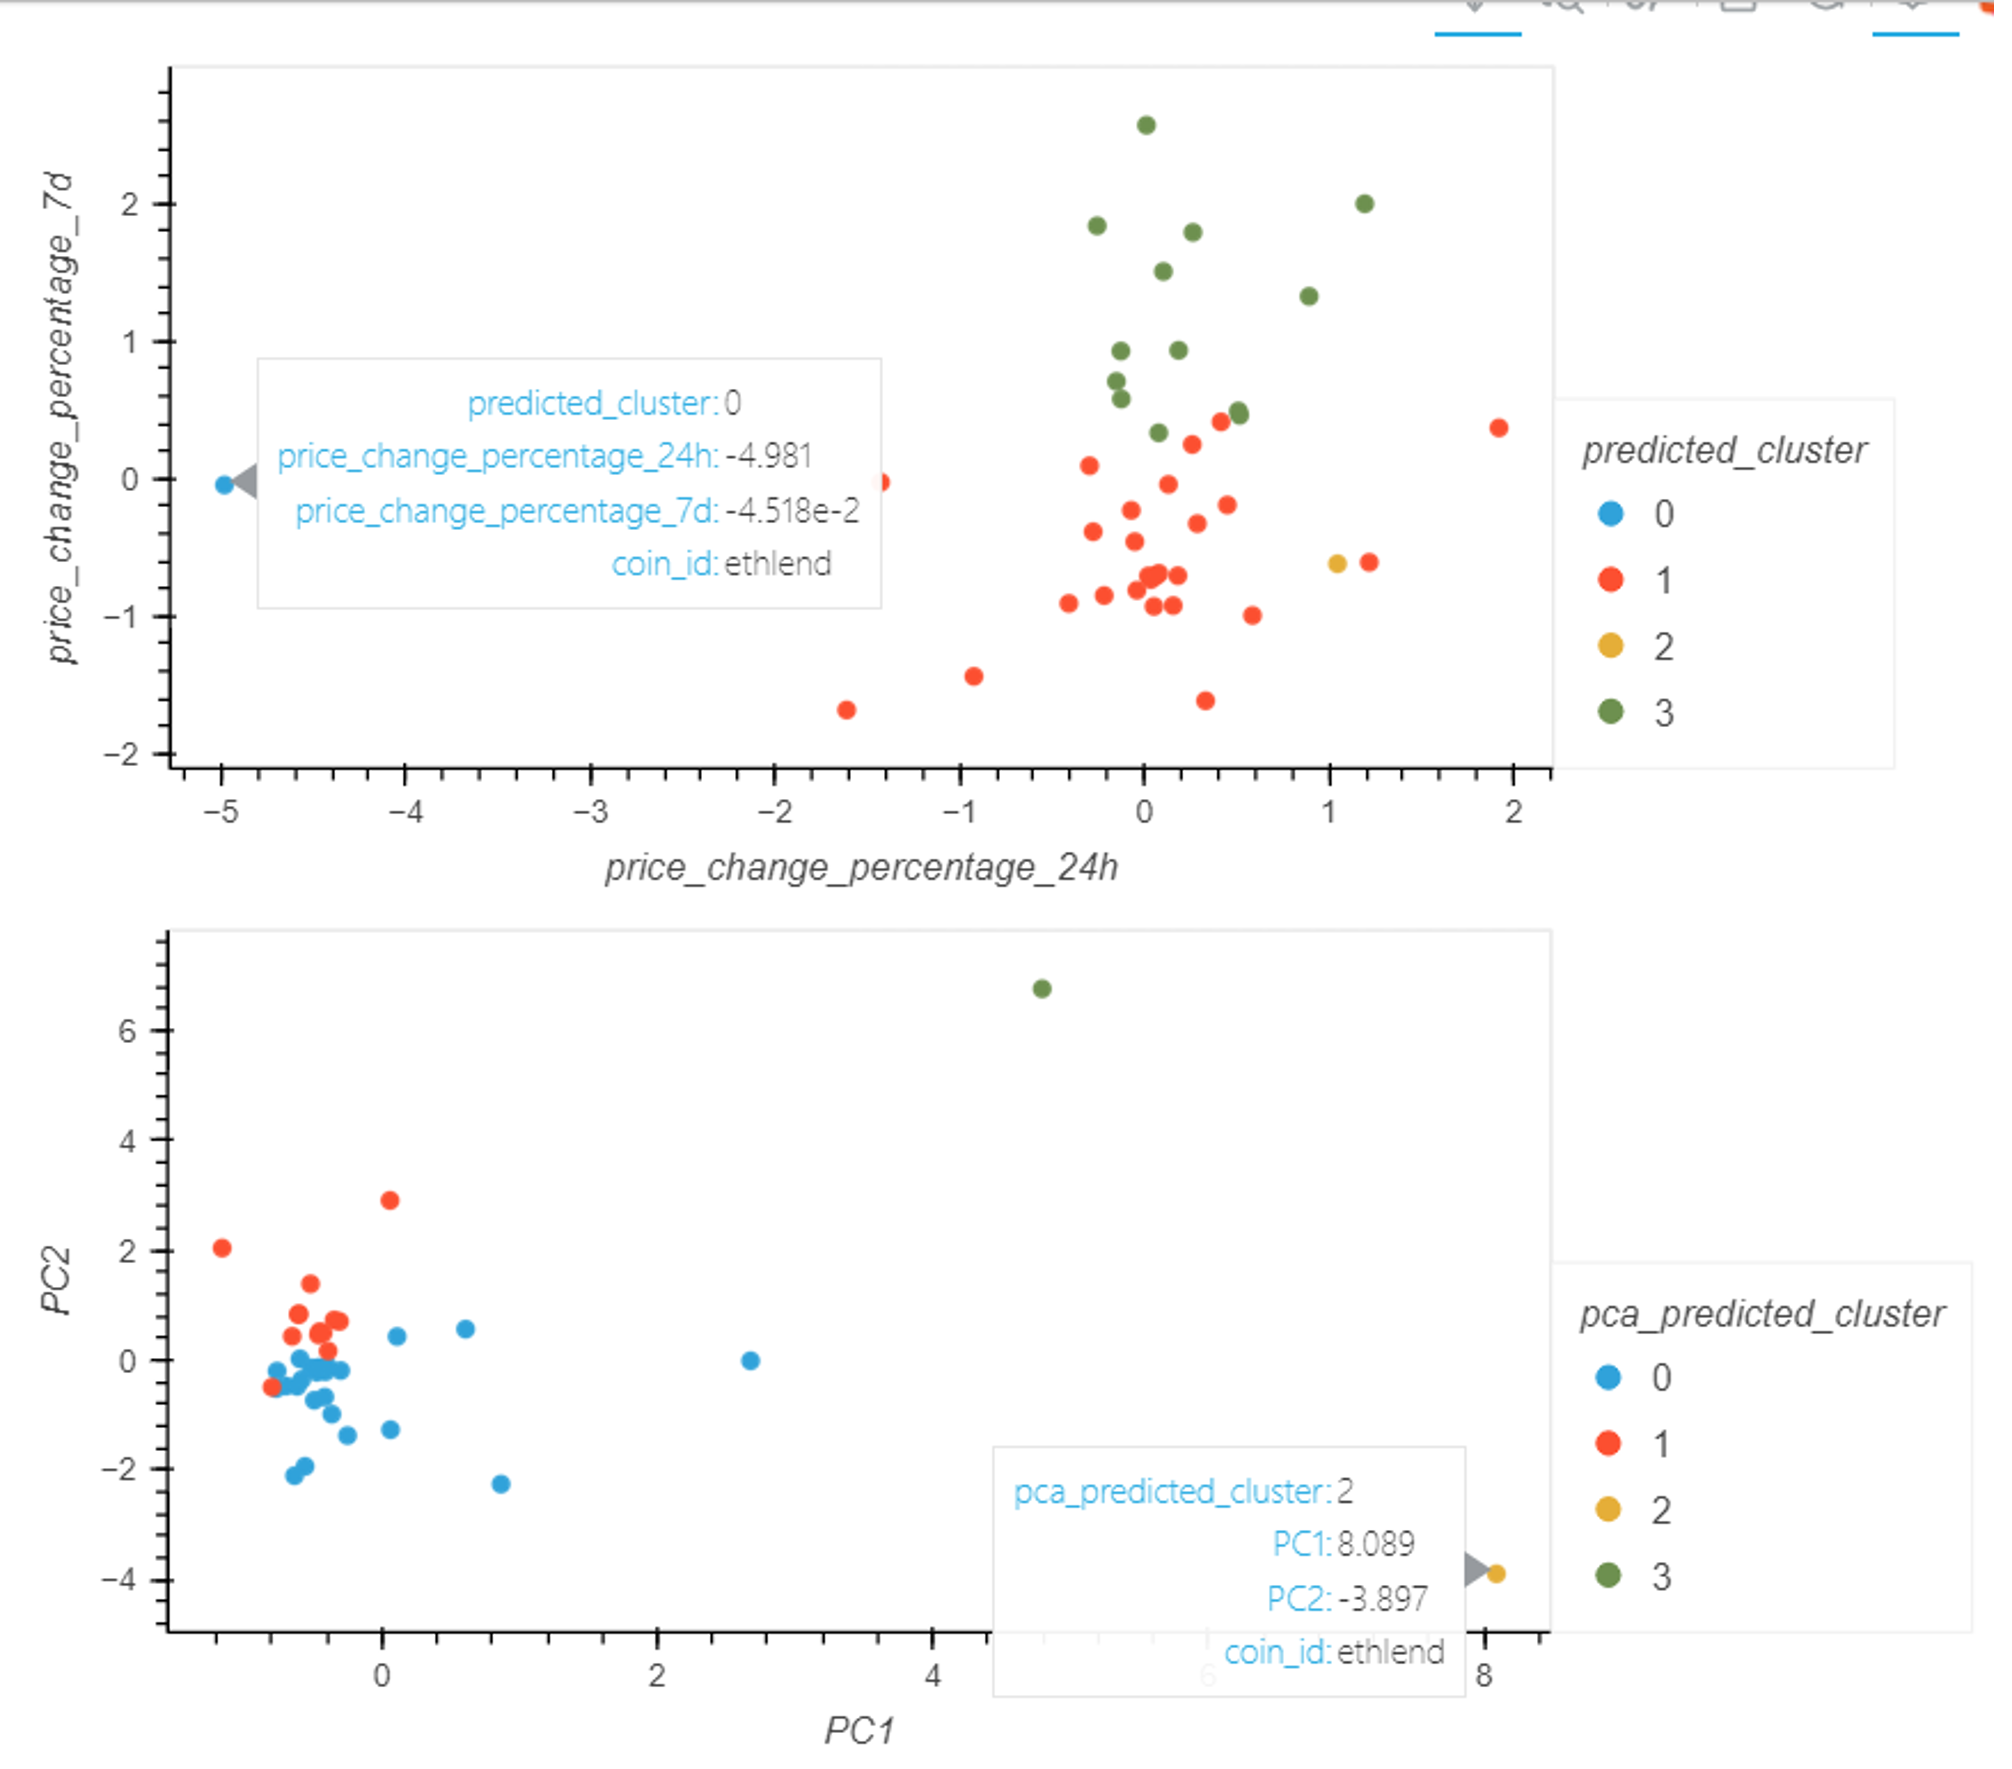 price_change_percentage_7d
2
1
0
−1
−2
predicted_cluster: 0
price_change_percentage_24h: -4.981
price_change_percentage_7d: -4.518e-2
coin_id: ethlend
predicted_cluster
0
1
2
3
−5 −4 −3 −2 −1 0 1 2
price_change_percentage_24h
PC2
6
4
2
0
−2
−4
pca_predicted_cluster: 2
PC1: 8.089
PC2: -3.897
coin_id: ethlend
pca_predicted_cluster
0
1
2
3
0 2 4 6 8
PC1